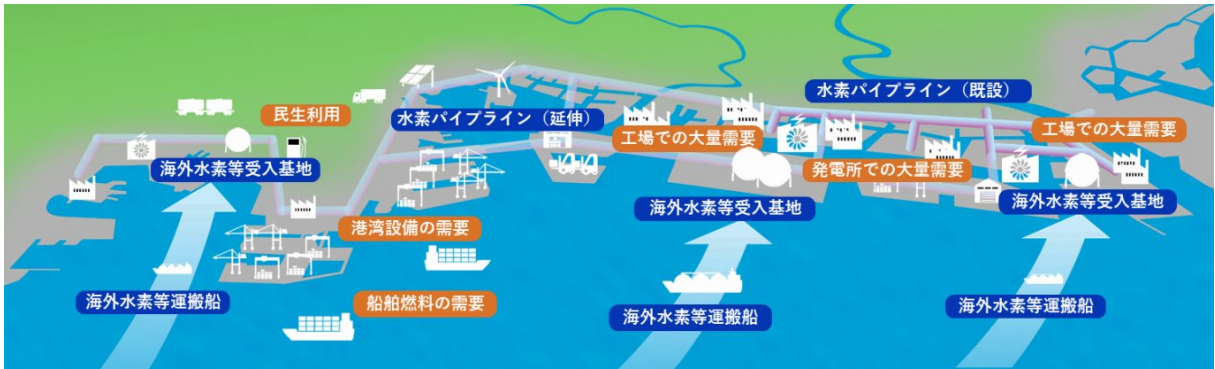 民生利用
水素パイプライン（延伸）
水素パイプライン（既設）
工場での大量需要
工場での大量需要
海外水素等受入基地
発電所での大量需要
海外水素等受入基地
海外水素等受入基地
港湾設備の需要
海外水素等運搬船
船舶燃料の需要
海外水素等運搬船
海外水素等運搬船